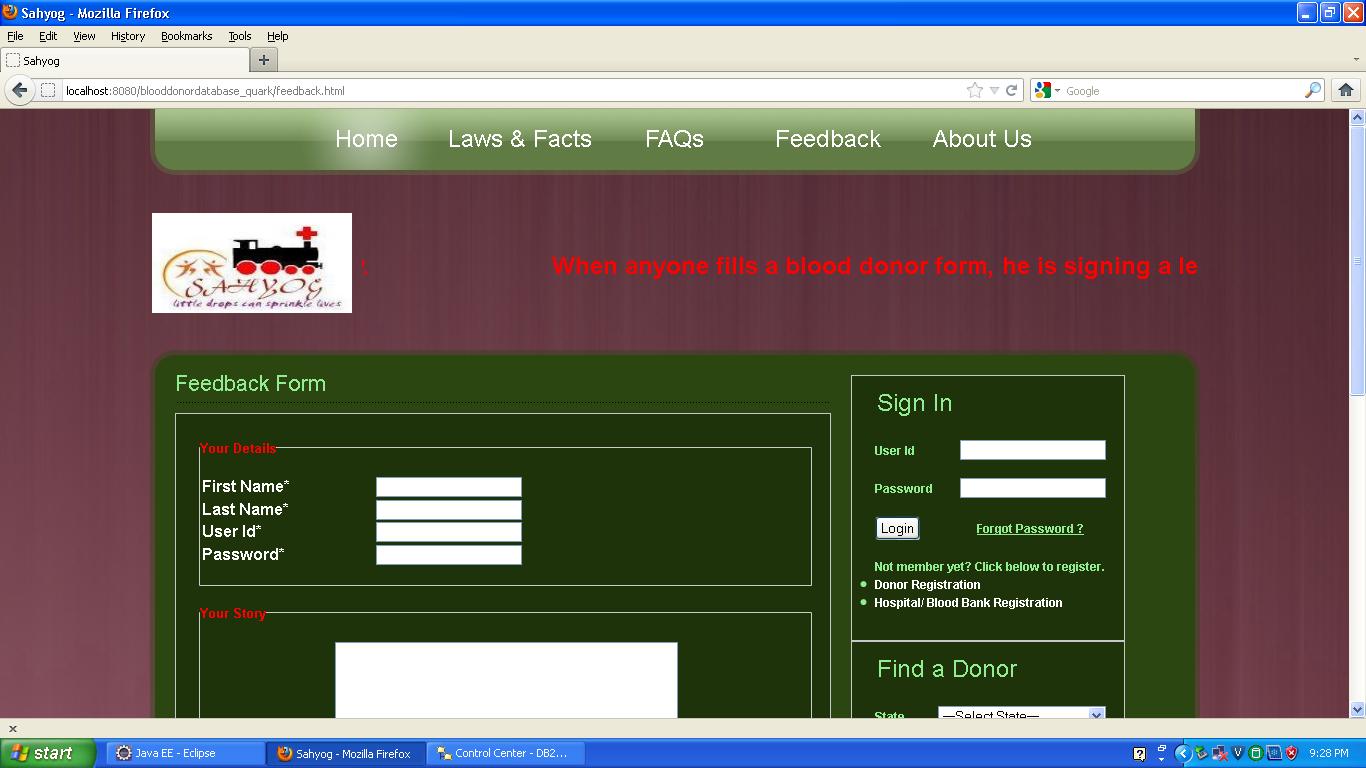 Sahyog - Mozilla Firefox
File Edit View History Bookmarks Tools Help
Sahyog
localhost:8080/blooddonordatabase_quark/feedback.html
Google
Home Laws & Facts FAQs Feedback About Us
SAHYOG
little drops can sprinkle lives
When anyone fills a blood donor form, he is signing a le
Feedback Form
Your Details
First Name*
Last Name*
User Id*
Password*
Your Story
Sign In
User Id
Password
Login Forgot Password ?
Not member yet? Click below to register.
Donor Registration
Hospital/ Blood Bank Registration
Find a Donor
State ---Select State---
start Java EE - Eclipse Sahyog - Mozilla Firefox Control Center - DB2... 9:28 PM